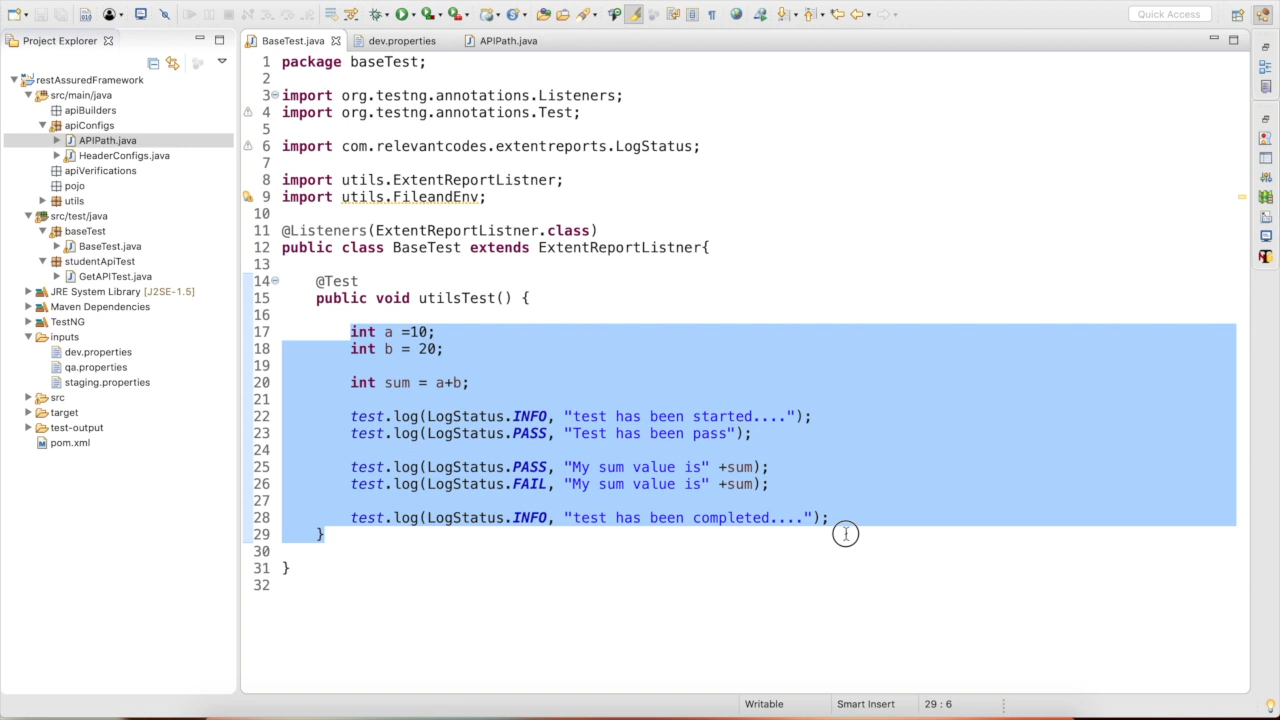 Quick Access
Project Explorer
BaseTest.java
dev.properties
APIPath.java
restAssuredFramework
src/main/java
apiBuilders
apiConfigs
APIPath.java
HeaderConfigs.java
apiVerifications
pojo
utils
src/test/java
baseTest
BaseTest.java
studentApiTest
GetAPITest.java
JRE System Library [J2SE-1.5]
Maven Dependencies
TestNG
inputs
dev.properties
qa.properties
staging.properties
src
target
test-output
pom.xml
1 package baseTest;
2
3 import org.testng.annotations.Listeners;
4 import org.testng.annotations.Test;
5
6 import com.relevantcodes.extentreports.LogStatus;
7
8 import utils.ExtentReportListner;
9 import utils.FileandEnv;
10
11 @Listeners(ExtentReportListner.class)
12 public class BaseTest extends ExtentReportListner{
13
14 @Test
15 public void utilsTest() {
16
17 int a =10;
18 int b = 20;
19
20 int sum = a+b;
21
22 test.log(LogStatus.INFO, "test has been started....");
23 test.log(LogStatus.PASS, "Test has been pass");
24
25 test.log(LogStatus.PASS, "My sum value is" +sum);
26 test.log(LogStatus.FAIL, "My sum value is" +sum);
27
28 test.log(LogStatus.INFO, "test has been completed....");
29 }
30
31 }
32
Writable
Smart Insert
29 : 6